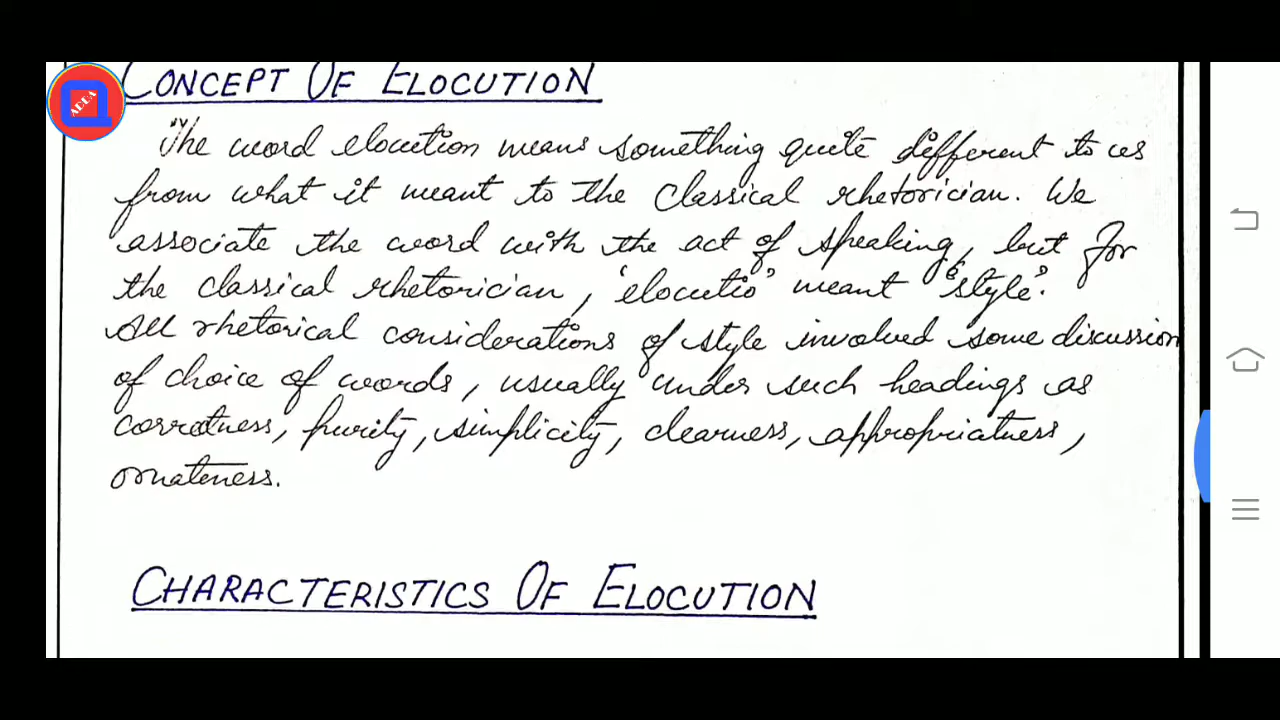 CONCEPT OF ELOCUTION
ADDA
"The word elocution means something quite different to us
from what it meant to the classical rhetorician. We
associate the word with the act of speaking, but for
the classical rhetorician, 'elocutio' meant 'style'.
All rhetorical considerations of style involved some discussion
of choice of words, usually under such headings as
corratness, purity, simplicity, clearness, appropriatness,
ornateness.
CHARACTERISTICS OF ELOCUTION